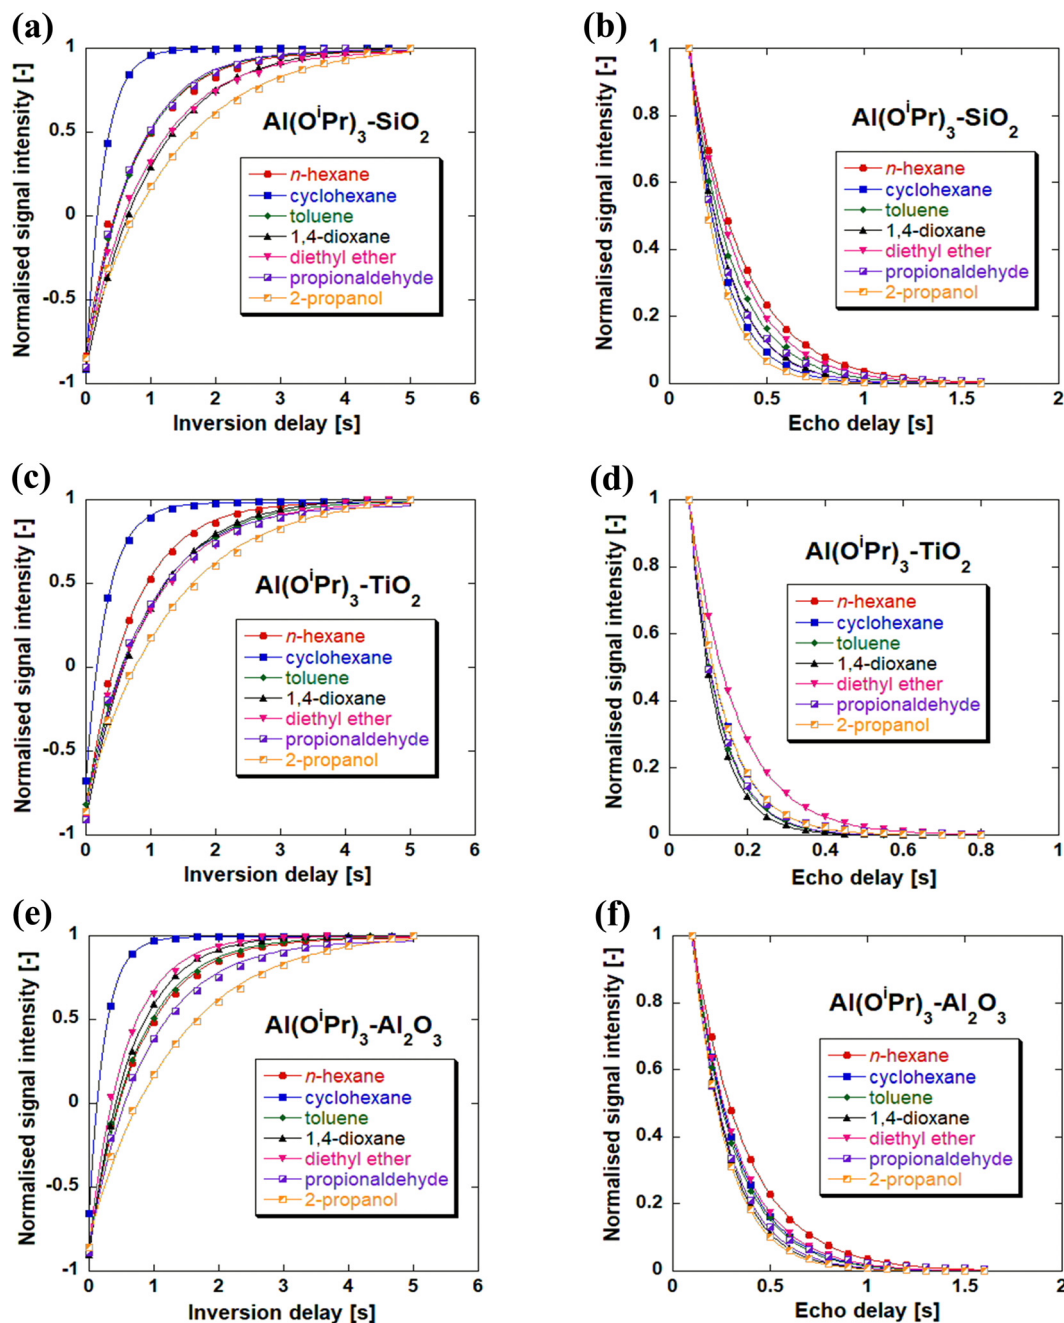 (a)
Normalised signal intensity [-]
1
0.5
0
-0.5
-1
Al(OⁱPr)₃-SiO₂
n-hexane
cyclohexane
toluene
1,4-dioxane
diethyl ether
propionaldehyde
2-propanol
0 1 2 3 4 5 6
Inversion delay [s]
(b)
Normalised signal intensity [-]
1
0.8
0.6
0.4
0.2
0
Al(OⁱPr)₃-SiO₂
n-hexane
cyclohexane
toluene
1,4-dioxane
diethyl ether
propionaldehyde
2-propanol
0 0.5 1 1.5 2
Echo delay [s]
(c)
Normalised signal intensity [-]
1
0.5
0
-0.5
-1
Al(OⁱPr)₃-TiO₂
n-hexane
cyclohexane
toluene
1,4-dioxane
diethyl ether
propionaldehyde
2-propanol
0 1 2 3 4 5 6
Inversion delay [s]
(d)
Normalised signal intensity [-]
1
0.8
0.6
0.4
0.2
0
Al(OⁱPr)₃-TiO₂
n-hexane
cyclohexane
toluene
1,4-dioxane
diethyl ether
propionaldehyde
2-propanol
0 0.2 0.4 0.6 0.8 1
Echo delay [s]
(e)
Normalised signal intensity [-]
1
0.5
0
-0.5
-1
Al(OⁱPr)₃-Al₂O₃
n-hexane
cyclohexane
toluene
1,4-dioxane
diethyl ether
propionaldehyde
2-propanol
0 1 2 3 4 5 6
Inversion delay [s]
(f)
Normalised signal intensity [-]
1
0.8
0.6
0.4
0.2
0
Al(OⁱPr)₃-Al₂O₃
n-hexane
cyclohexane
toluene
1,4-dioxane
diethyl ether
propionaldehyde
2-propanol
0 0.5 1 1.5 2
Echo delay [s]